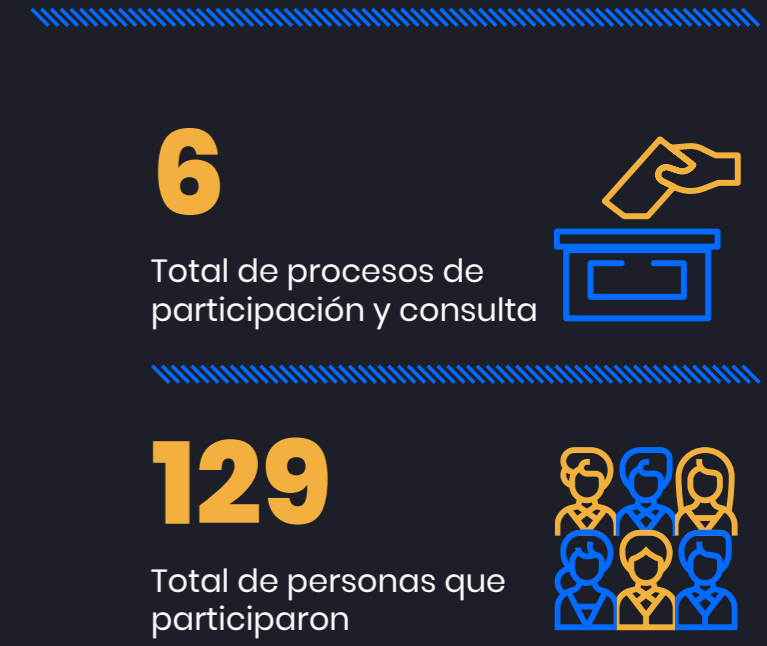 6
Total de procesos de
participación y consulta
129
Total de personas que
participaron